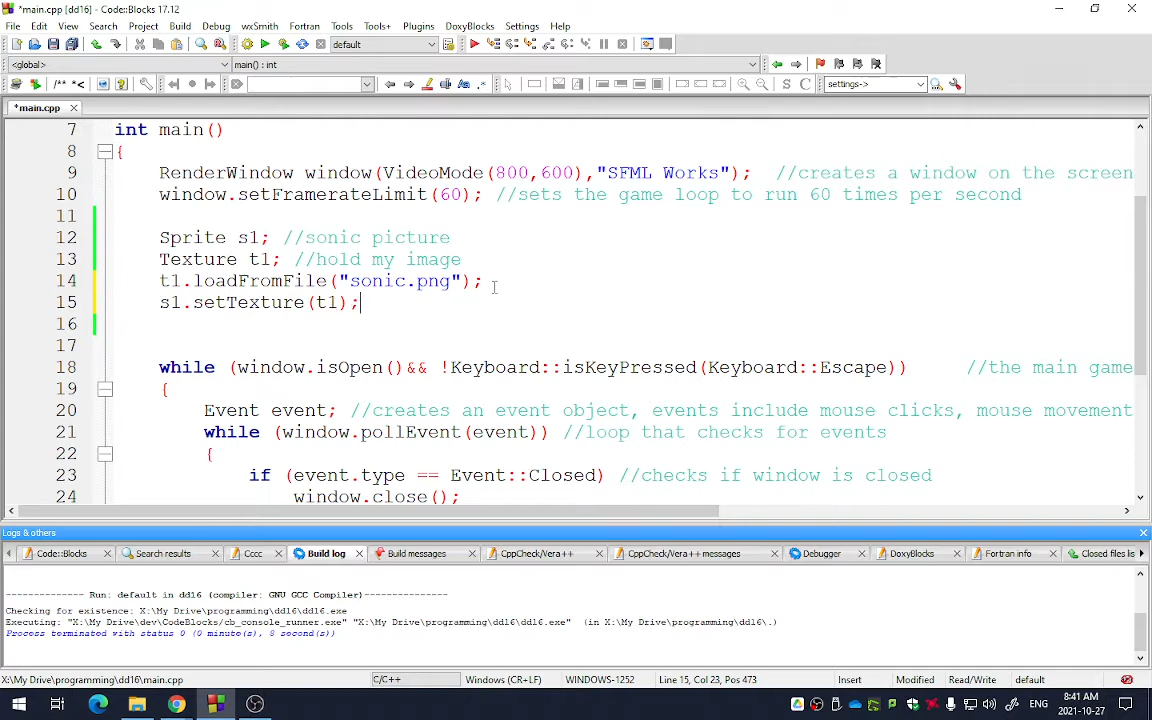 *main.cpp [dd16] - Code::Blocks 17.12
File Edit View Search Project Build Debug wxSmith Fortran Tools Tools+ Plugins DoxyBlocks Settings Help
default
<global> main() : int
/** *< S C settings->
*main.cpp
7 int main()
8 {
9 RenderWindow window(VideoMode(800,600),"SFML Works"); //creates a window on the screen
10 window.setFramerateLimit(60); //sets the game loop to run 60 times per second
11
12 Sprite s1; //sonic picture
13 Texture t1; //hold my image
14 t1.loadFromFile("sonic.png");
15 s1.setTexture(t1);
16
17
18 while (window.isOpen()&& !Keyboard::isKeyPressed(Keyboard::Escape)) //the main game
19 {
20 Event event; //creates an event object, events include mouse clicks, mouse movement
21 while (window.pollEvent(event)) //loop that checks for events
22 {
23 if (event.type == Event::Closed) //checks if window is closed
24 window.close();
Logs & others
Code::Blocks Search results Cccc Build log Build messages CppCheck/Vera++ CppCheck/Vera++ messages Debugger DoxyBlocks Fortran info Closed files lis
-------------- Run: default in dd16 (compiler: GNU GCC Compiler)---------------
Checking for existence: X:\My Drive\programming\dd16\dd16.exe
Executing: "X:\My Drive\dev\CodeBlocks/cb_console_runner.exe" "X:\My Drive\programming\dd16\dd16.exe" (in X:\My Drive\programming\dd16\.)
Process terminated with status 0 (0 minute(s), 8 second(s))
X:\My Drive\programming\dd16\main.cpp C/C++ Windows (CR+LF) WINDOWS-1252 Line 15, Col 23, Pos 473 Insert Modified Read/Write default
ENG
8:41 AM
2021-10-27